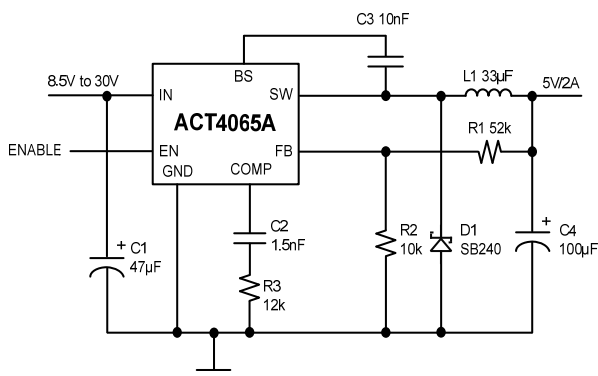 C3 10nF
8.5V to 30V
BS
L1 33µF
5V/2A
IN
SW
ACT4065A
R1 52k
ENABLE
EN
FB
GND
COMP
C2
1.5nF
R2
10k
D1
SB240
+
C4
100µF
+
C1
47µF
R3
12k